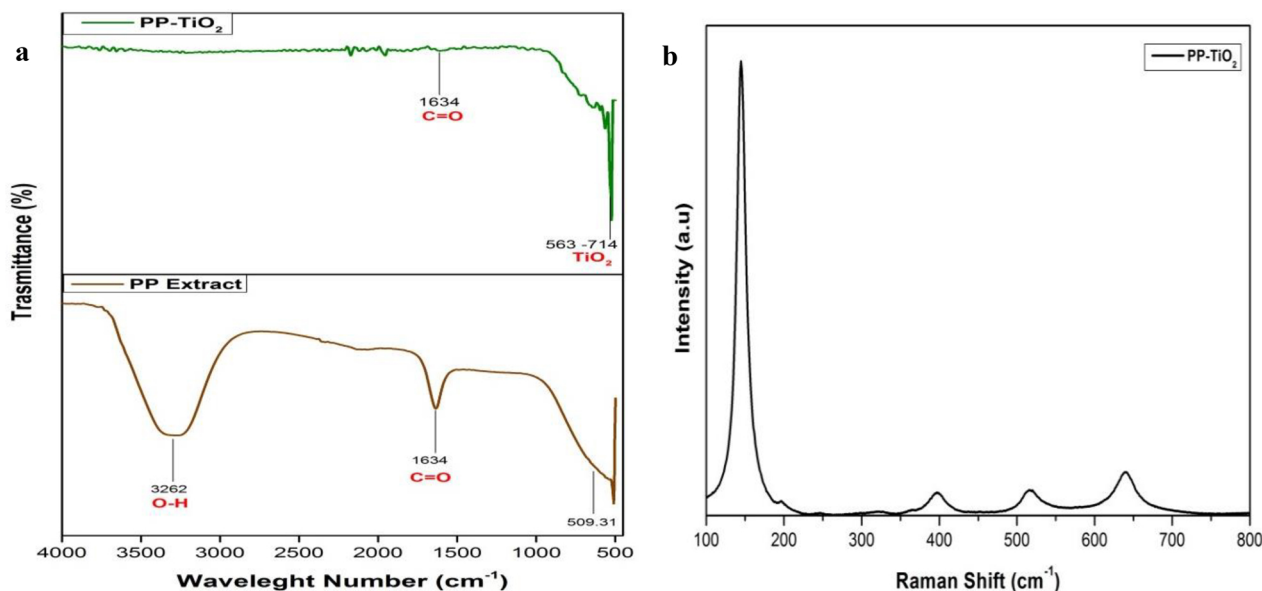 a
PP-TiO₂
1634
C=O
563 -714
TiO₂
PP Extract
3262
O-H
1634
C=O
509.31
Trasmittance (%)
4000 3500 3000 2500 2000 1500 1000 500
Waveleght Number (cm⁻¹)
b
PP-TiO₂
Intensity (a.u)
100 200 300 400 500 600 700 800
Raman Shift (cm⁻¹)